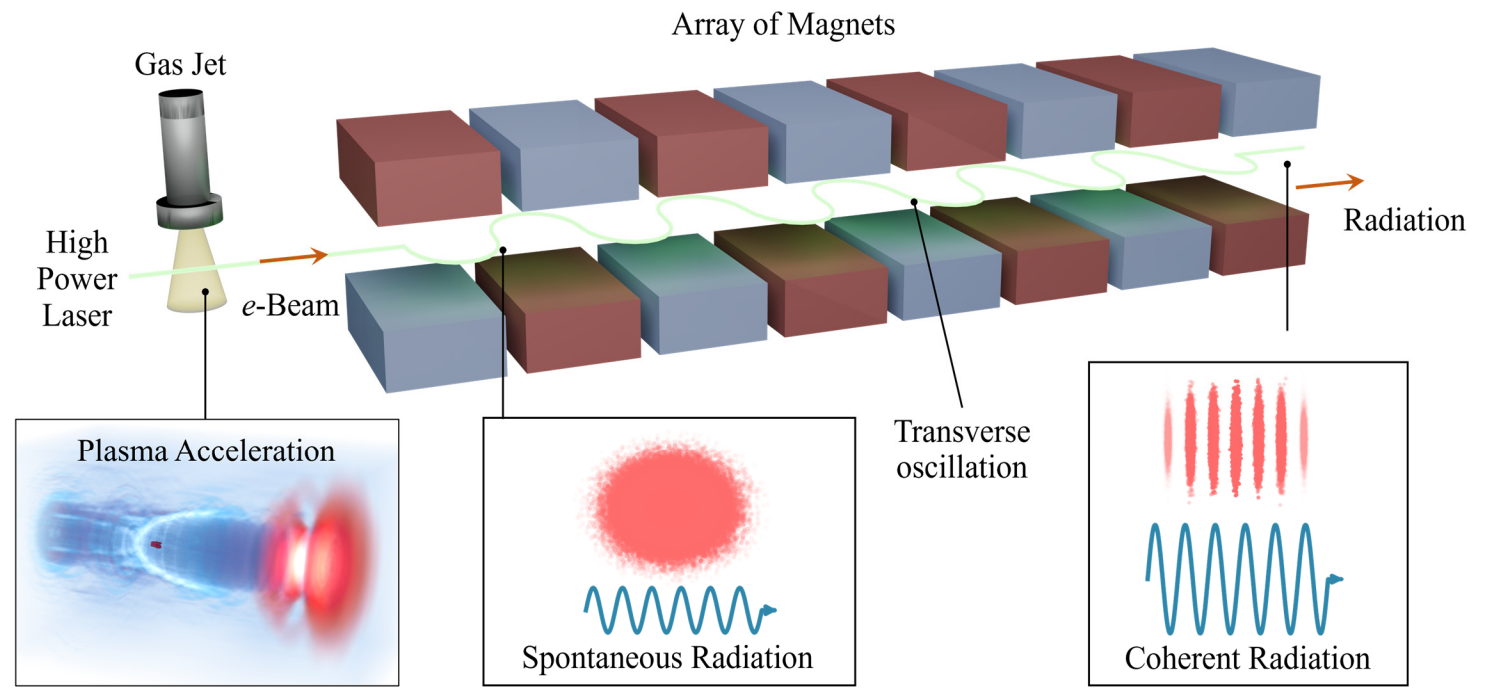 Array of Magnets
Gas Jet
High
Power
Laser
e-Beam
Radiation
Transverse
oscillation
Plasma Acceleration
Spontaneous Radiation
Coherent Radiation